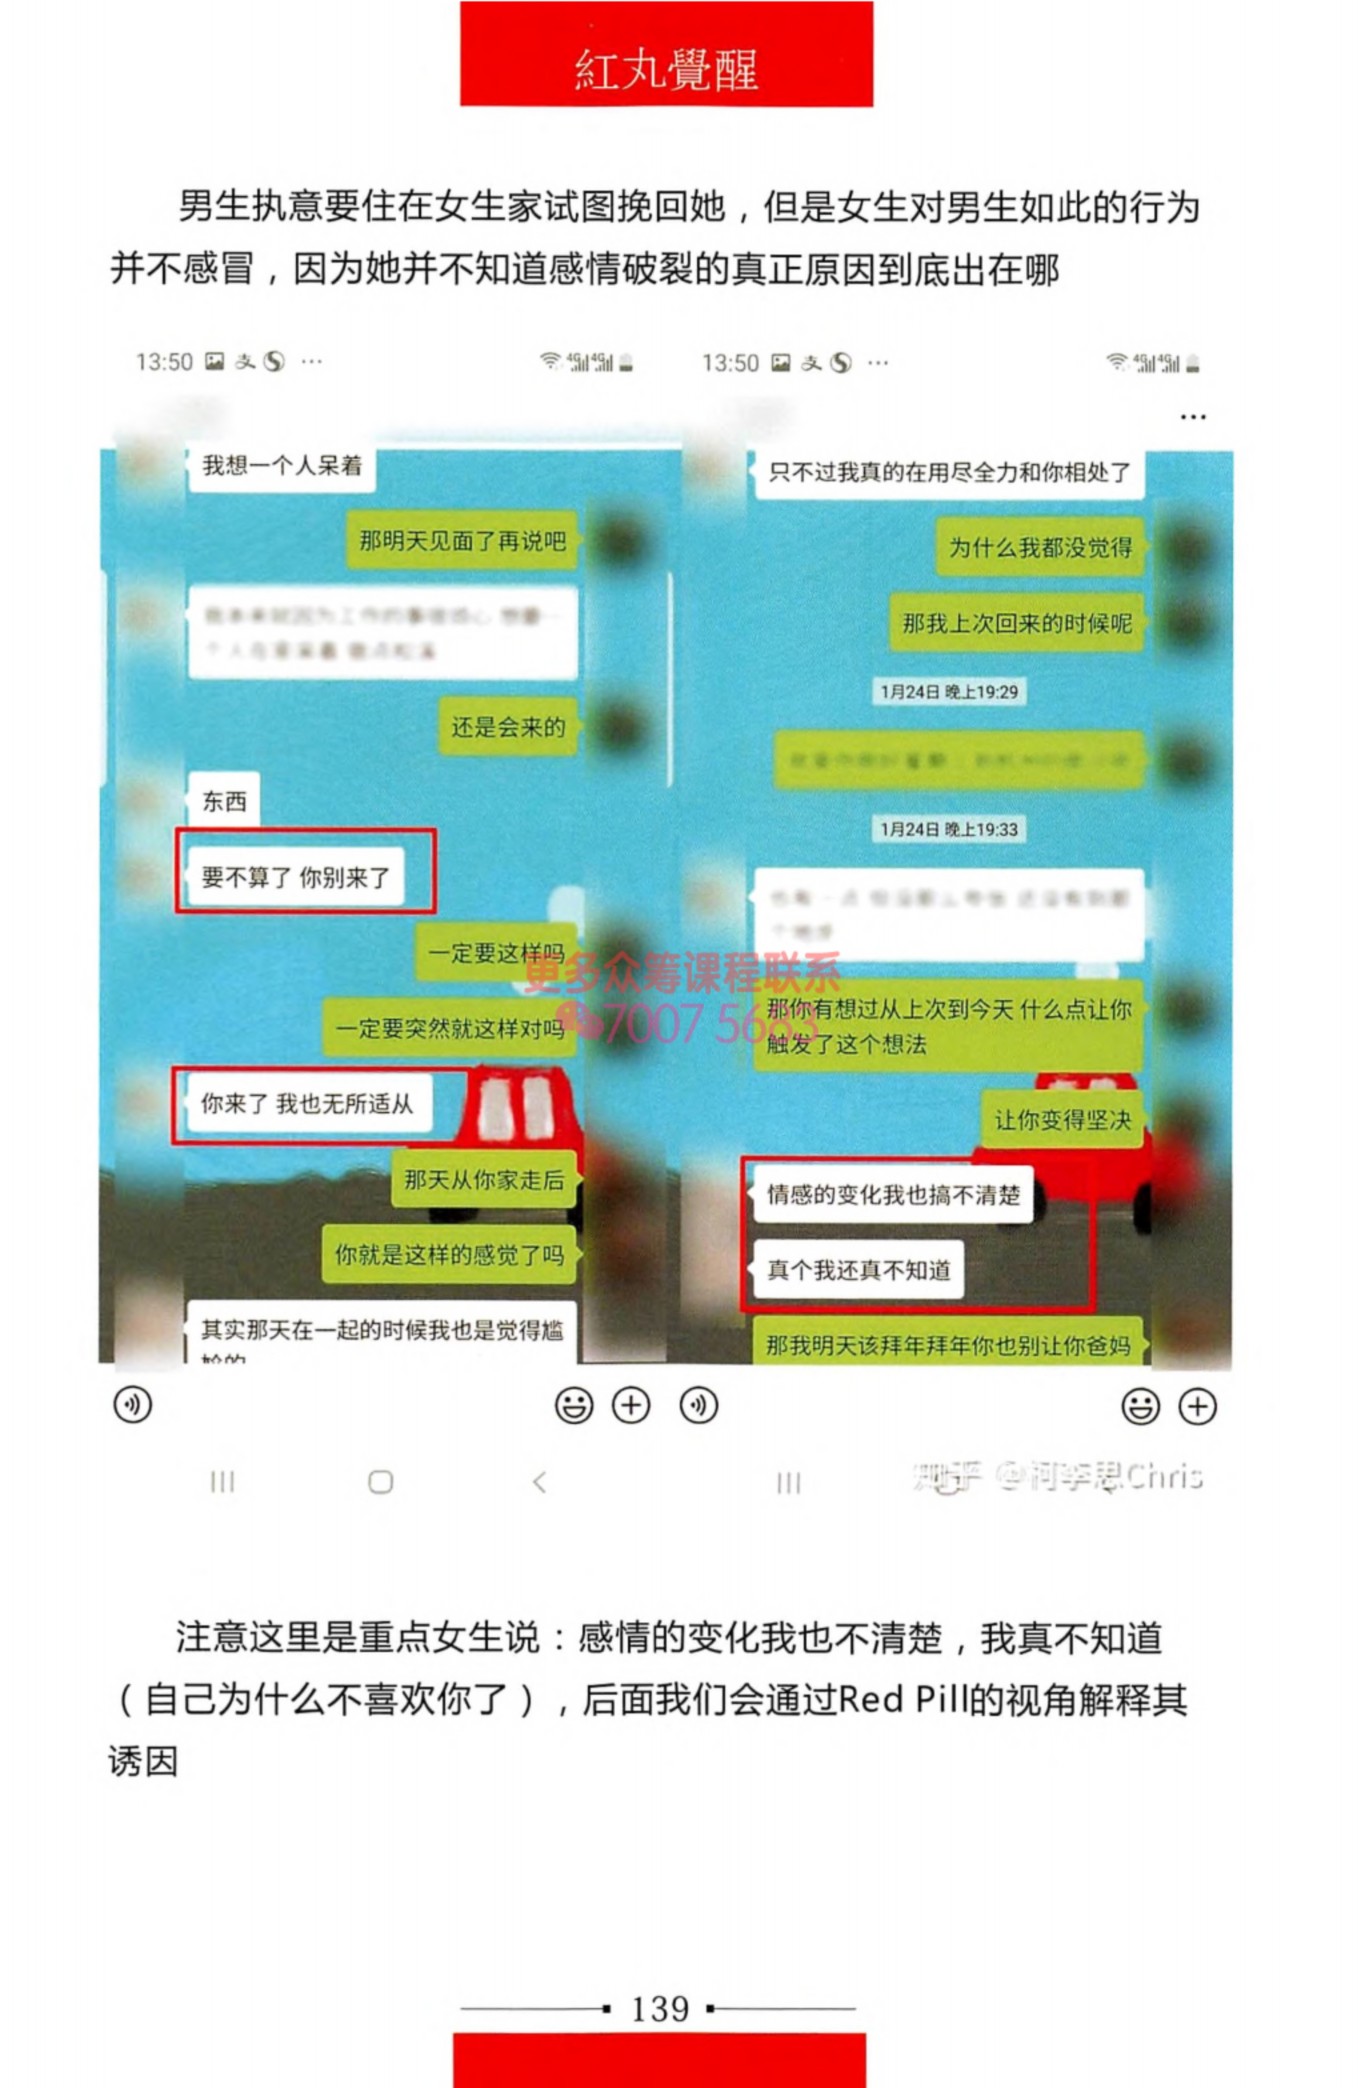 紅丸覺醒
男生执意要住在女生家试图挽回她，但是女生对男生如此的行为
并不感冒，因为她并不知道感情破裂的真正原因到底出在哪
13:50 支 S ···
4G 4G
我想一个人呆着
那明天见面了再说吧
还是会来的
东西
要不算了 你别来了
一定要这样吗
一定要突然就这样对吗
你来了 我也无所适从
那天从你家走后
你就是这样的感觉了吗
其实那天在一起的时候我也是觉得尴
尬的
13:50 支 S ···
4G 4G
···
只不过我真的在用尽全力和你相处了
为什么我都没觉得
那我上次回来的时候呢
1月24日 晚上19:29
1月24日 晚上19:33
那你有想过从上次到今天 什么点让你
触发了这个想法
让你变得坚决
情感的变化我也搞不清楚
真个我还真不知道
那我明天该拜年拜年你也别让你爸妈
更多众筹课程联系
7007 5683
知乎 @柯李思Chris
注意这里是重点女生说：感情的变化我也不清楚，我真不知道
（自己为什么不喜欢你了），后面我们会通过Red Pill的视角解释其
诱因
139